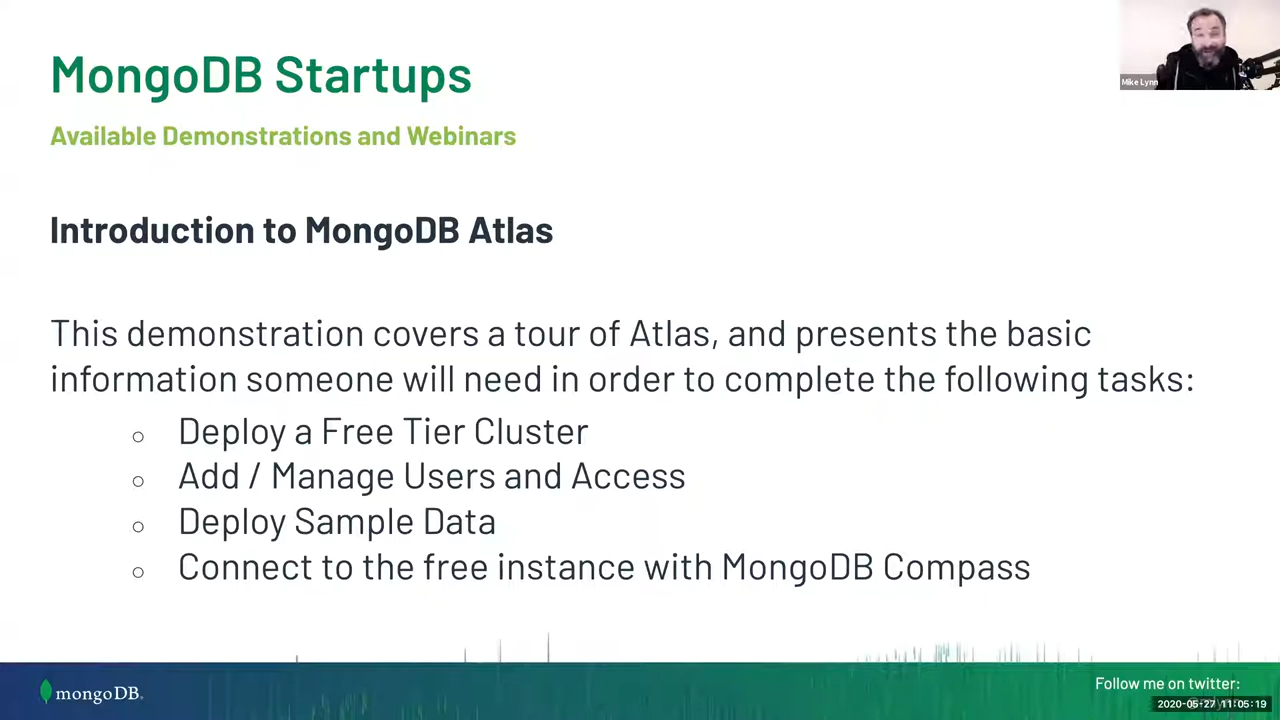 MongoDB Startups
Mike Lynn
Available Demonstrations and Webinars
Introduction to MongoDB Atlas
This demonstration covers a tour of Atlas, and presents the basic
information someone will need in order to complete the following tasks:
○ Deploy a Free Tier Cluster
○ Add / Manage Users and Access
○ Deploy Sample Data
○ Connect to the free instance with MongoDB Compass
mongoDB.
Follow me on twitter:
2020-05-27 11:05:19